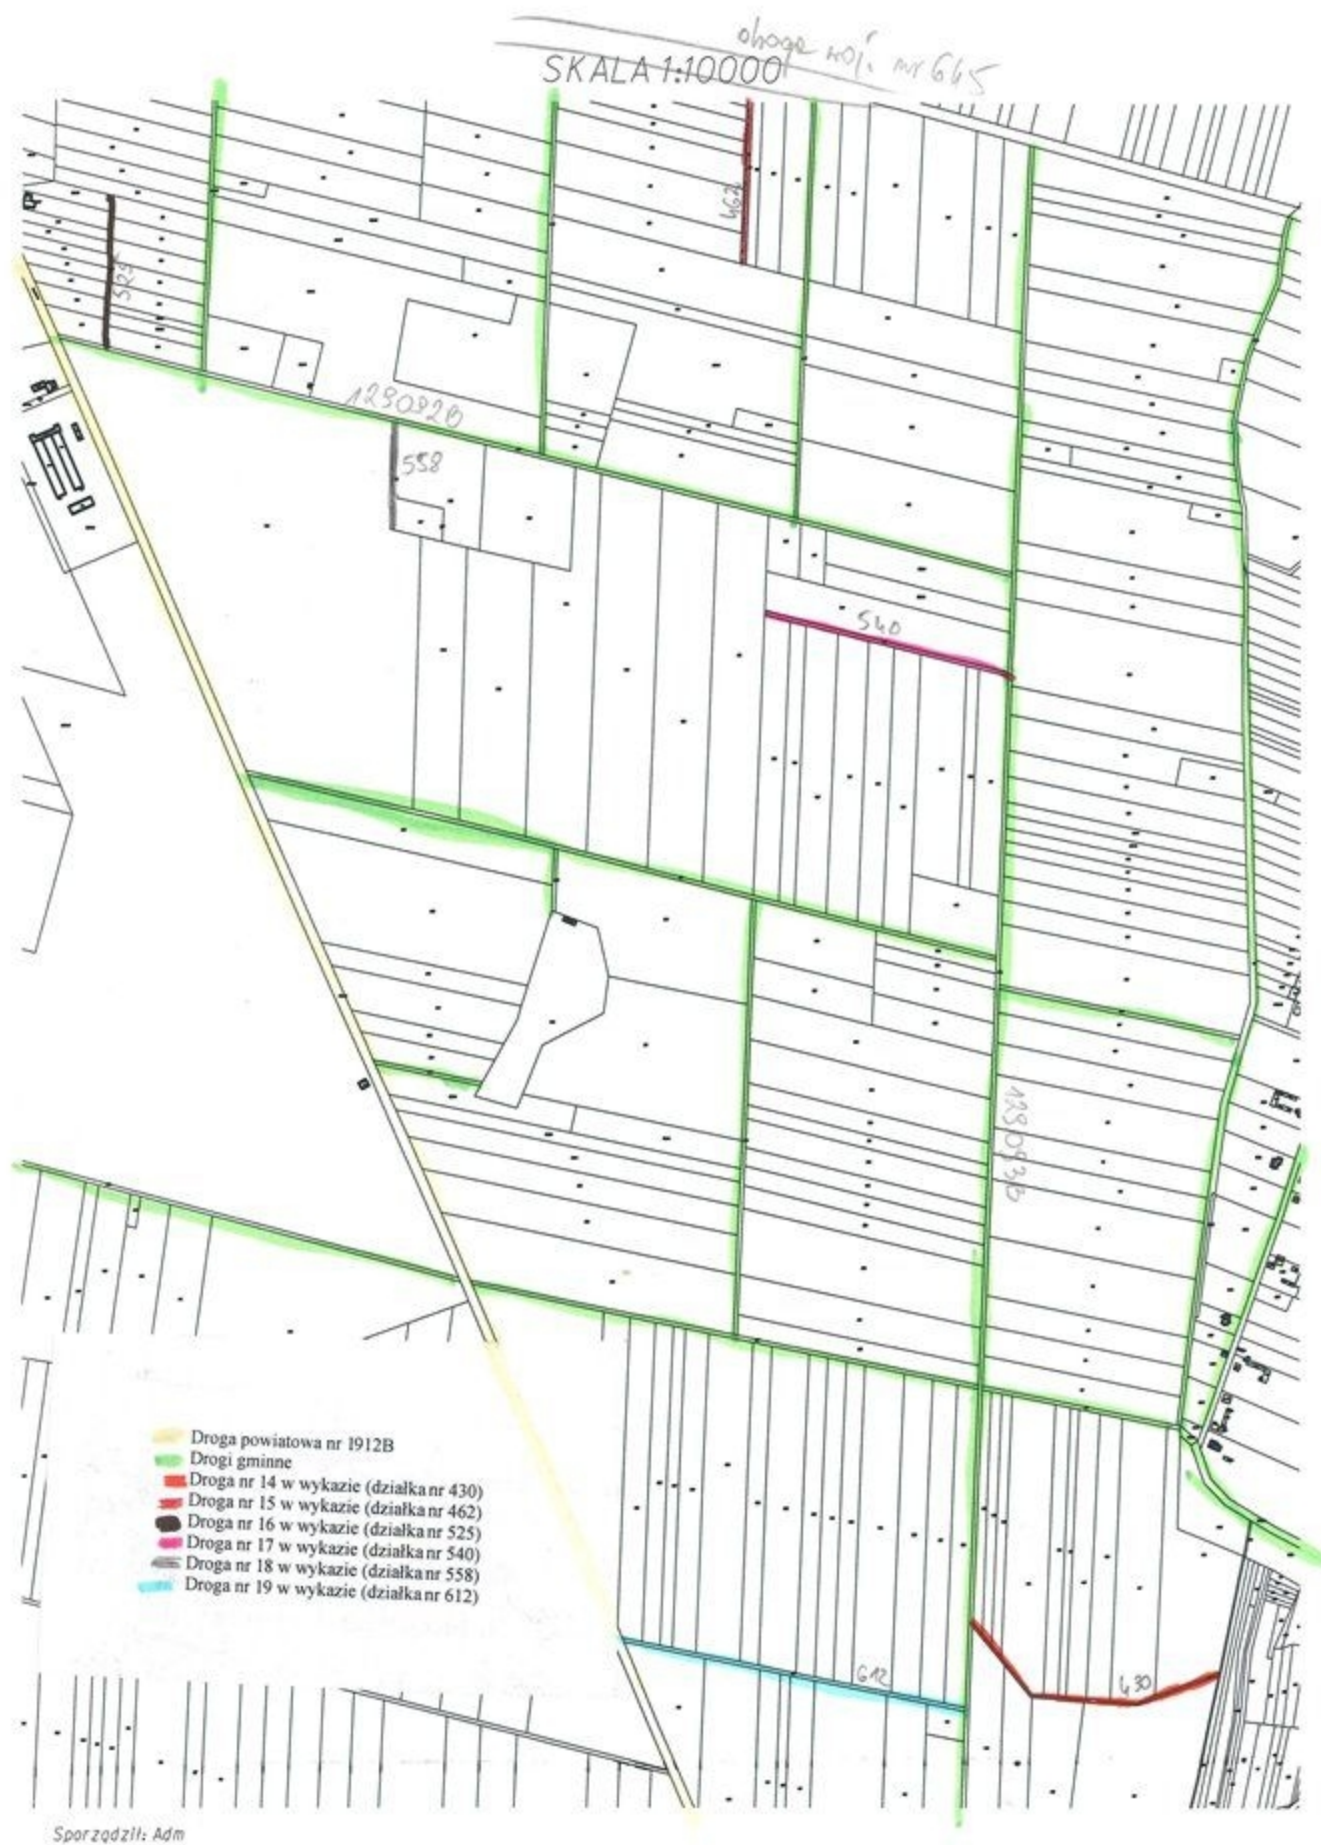 droga woj. nr 645
SKALA 1:10000
462
525
129092B
558
540
129093B
Droga powiatowa nr 1912B
Drogi gminne
Droga nr 14 w wykazie (działka nr 430)
Droga nr 15 w wykazie (działka nr 462)
Droga nr 16 w wykazie (działka nr 525)
Droga nr 17 w wykazie (działka nr 540)
Droga nr 18 w wykazie (działka nr 558)
Droga nr 19 w wykazie (działka nr 612)
612
430
Sporządził: Adm